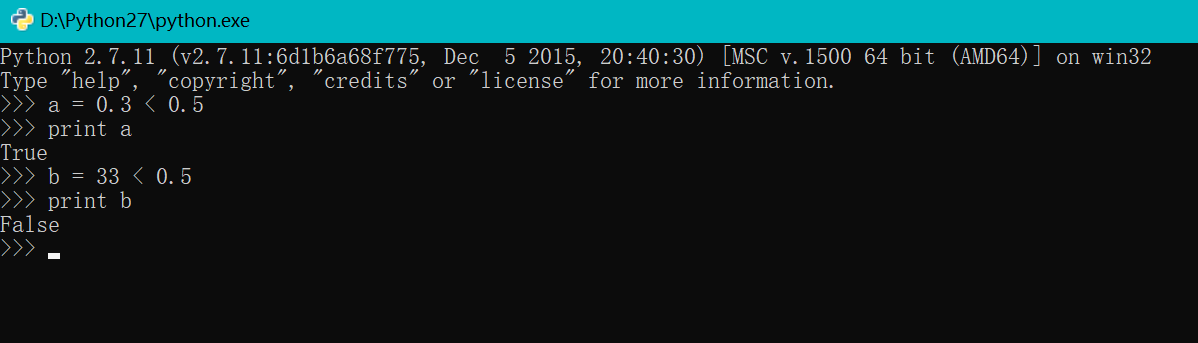 D:\Python27\python.exe
Python 2.7.11 (v2.7.11:6d1b6a68f775, Dec  5 2015, 20:40:30) [MSC v.1500 64 bit (AMD64)] on win32
Type "help", "copyright", "credits" or "license" for more information.
>>> a = 0.3 < 0.5
>>> print a
True
>>> b = 33 < 0.5
>>> print b
False
>>>